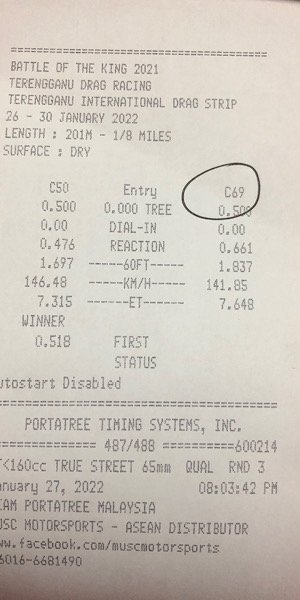 BATTLE OF THE KING 2021
TERENGGANU DRAG RACING
TERENGGANU INTERNATIONAL DRAG STRIP
26 - 30 JANUARY 2022
LENGTH : 201M - 1/8 MILES
SURFACE : DRY
C50 Entry C69
0.500 0.000 TREE 0.500
0.00 DIAL-IN 0.00
0.476 REACTION 0.661
1.697 -----60FT----- 1.837
146.48 -----KM/H----- 141.85
7.315 ------ET------ 7.648
WINNER
0.518 FIRST
STATUS
utostart Disabled
PORTATREE TIMING SYSTEMS, INC.
============ 487/488 ==========600214
T<160cc TRUE STREET 65mm QUAL RND 3
anuary 27, 2022 08:03:42 PM
EAM PORTATREE MALAYSIA
USC MOTORSPORTS - ASEAN DISTRIBUTOR
ww.facebook.com/muscmotorsports
6016-6681490